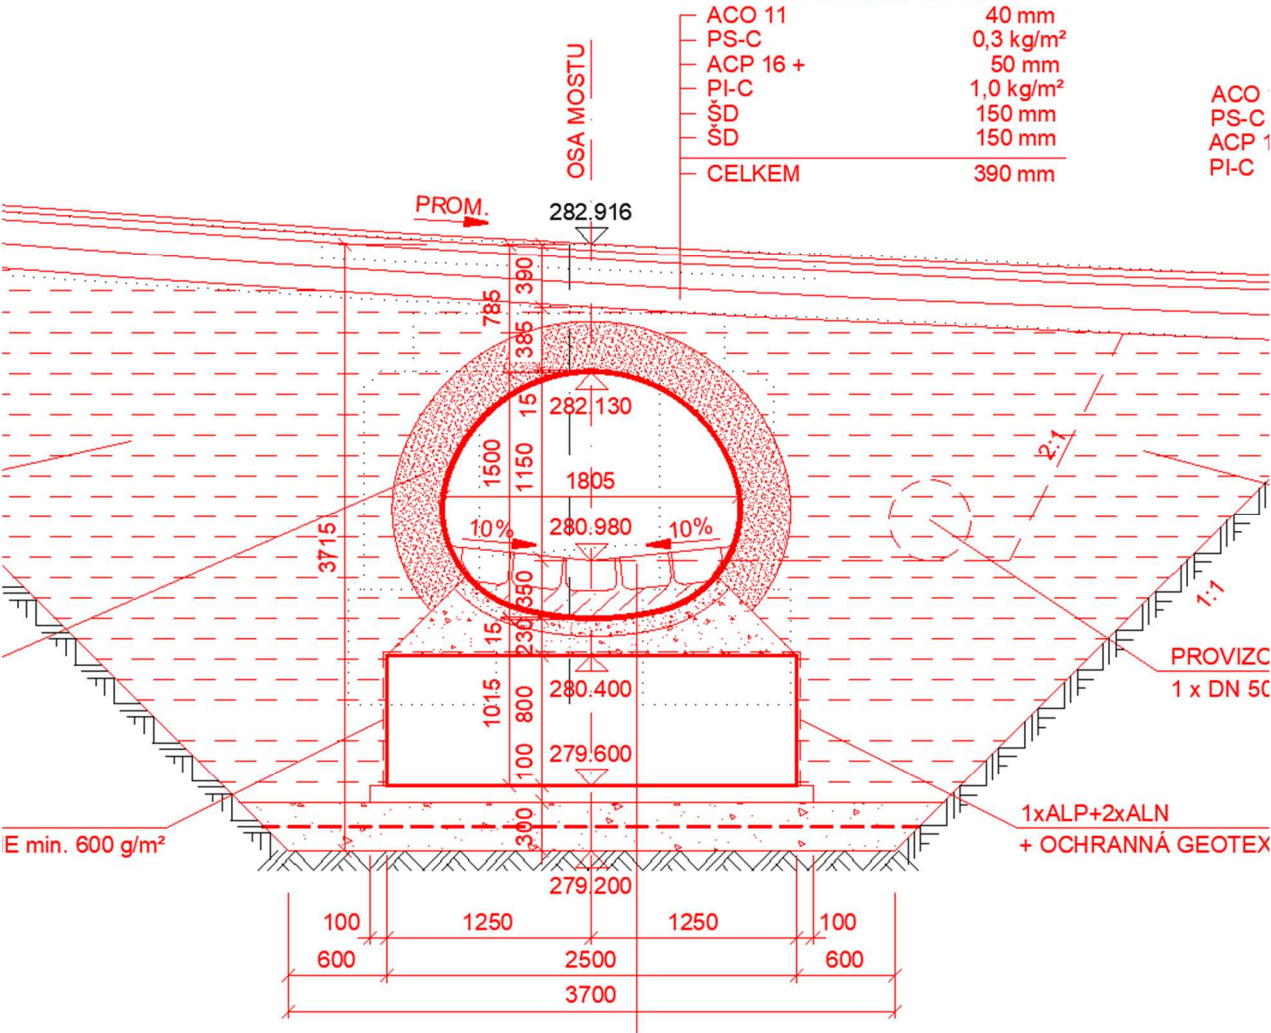 ACO 11 40 mm
PS-C 0,3 kg/m²
ACP 16 + 50 mm
PI-C 1,0 kg/m²
ŠD 150 mm
ŠD 150 mm
CELKEM 390 mm
ACO
PS-C
ACP 1
PI-C
OSA MOSTU
PROM.
282.916
390
785
385
15
282.130
1500
1150
1805
3715
10%
280.980
10%
350
15
230
2:1
1:1
280.400
1015
800
279.600
100
300
279.200
PROVIZO
1 x DN 50
E min. 600 g/m²
1xALP+2xALN
+ OCHRANNÁ GEOTEX
100
1250
1250
100
600
2500
600
3700